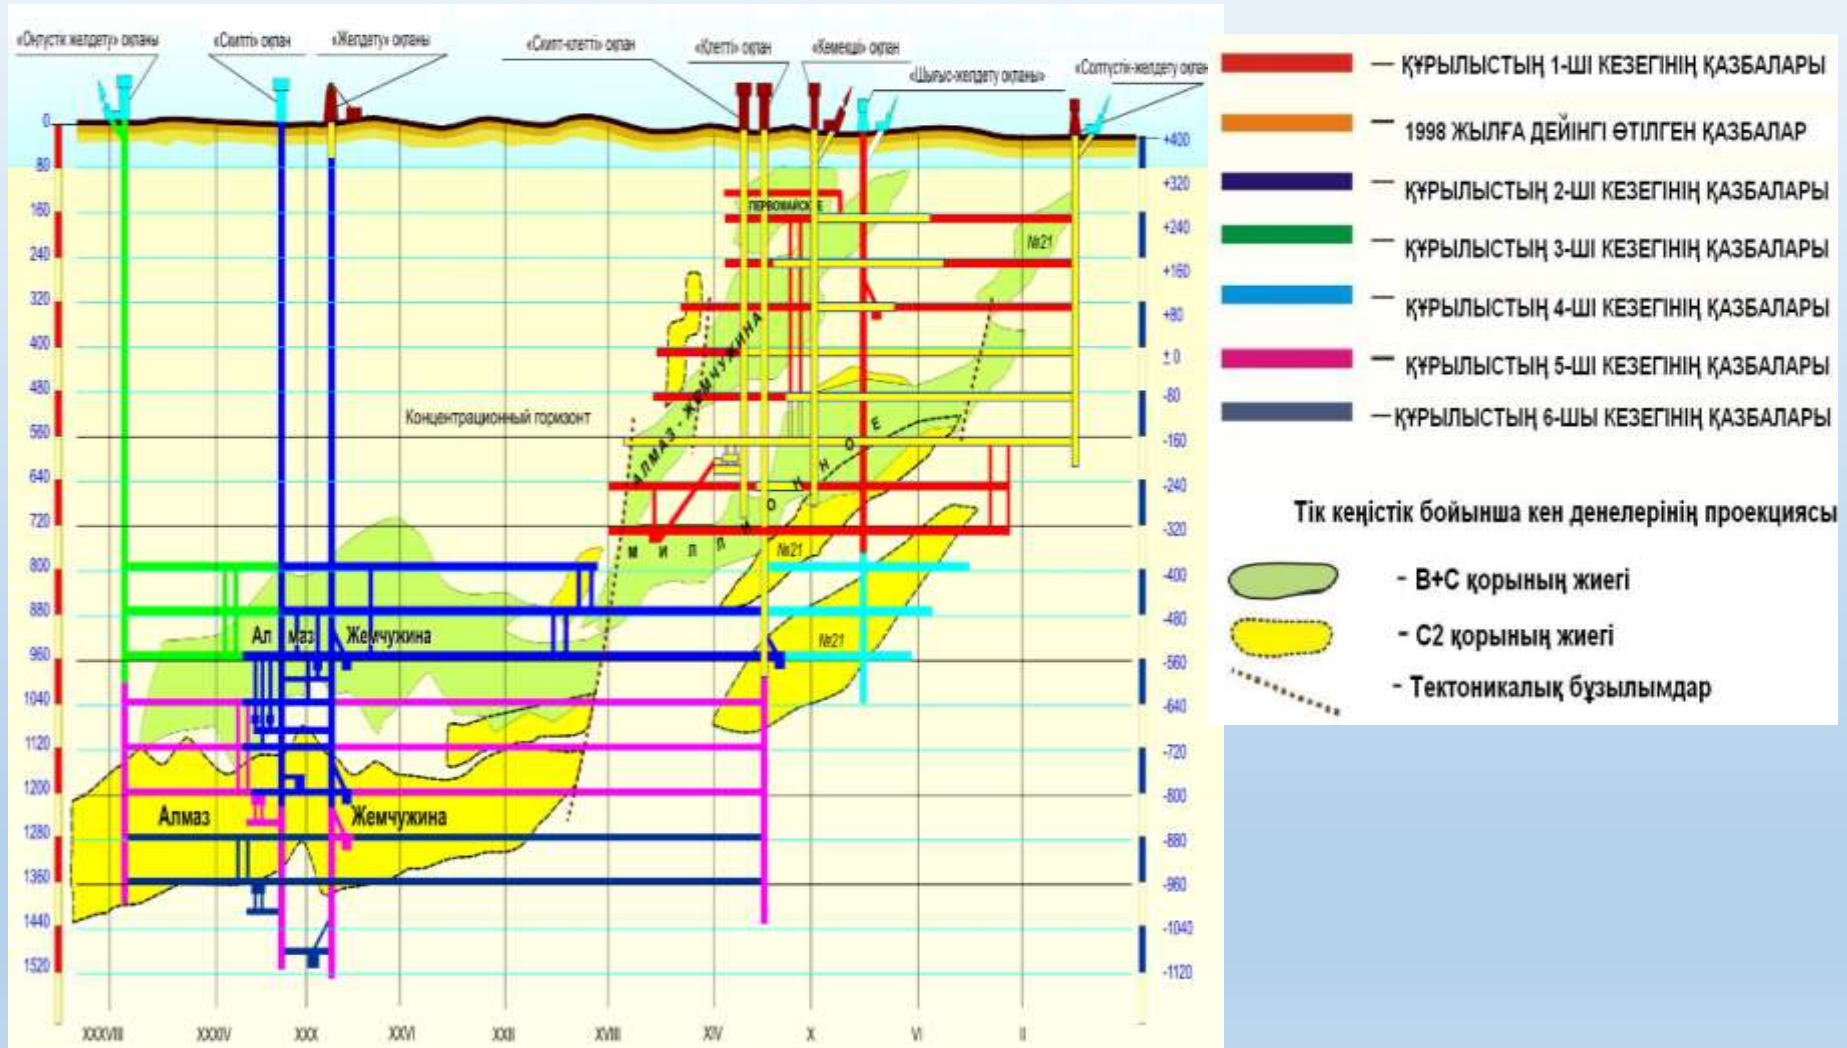 «Оңтүстік желдету» оқпаны
«Скипті» оқпан
«Желдету» оқпаны
«Скип-клетті» оқпан
«Клетті» оқпан
«Көмекші» оқпан
«Шығыс-желдету оқпаны»
«Солтүстік-желдету оқпан
0
80
160
240
320
400
480
560
640
720
800
880
960
1040
1120
1200
1280
1360
1440
1520
+400
+320
+240
+160
+80
± 0
-80
-160
-240
-320
-400
-480
-560
-640
-720
-800
-880
-960
-1040
-1120
ПЕРВОМАЙСКОЕ
№21
АЛМАЗ - ЖЕМЧУЖИНА
Концентрационный горизонт
МИЛЛИОННОЕ
№21
№21
Алмаз Жемчужина
Алмаз Жемчужина
XXXVIII XXXIV XXX XXVI XXII XVIII XIV X VI II
— ҚҰРЫЛЫСТЫҢ 1-ШІ КЕЗЕГІНІҢ ҚАЗБАЛАРЫ
— 1998 ЖЫЛҒА ДЕЙІНГІ ӨТІЛГЕН ҚАЗБАЛАР
— ҚҰРЫЛЫСТЫҢ 2-ШІ КЕЗЕГІНІҢ ҚАЗБАЛАРЫ
— ҚҰРЫЛЫСТЫҢ 3-ШІ КЕЗЕГІНІҢ ҚАЗБАЛАРЫ
— ҚҰРЫЛЫСТЫҢ 4-ШІ КЕЗЕГІНІҢ ҚАЗБАЛАРЫ
— ҚҰРЫЛЫСТЫҢ 5-ШІ КЕЗЕГІНІҢ ҚАЗБАЛАРЫ
— ҚҰРЫЛЫСТЫҢ 6-ШЫ КЕЗЕГІНІҢ ҚАЗБАЛАРЫ
Тік кеңістік бойынша кен денелерінің проекциясы
- В+С қорының жиегі
- С2 қорының жиегі
- Тектоникалық бұзылымдар